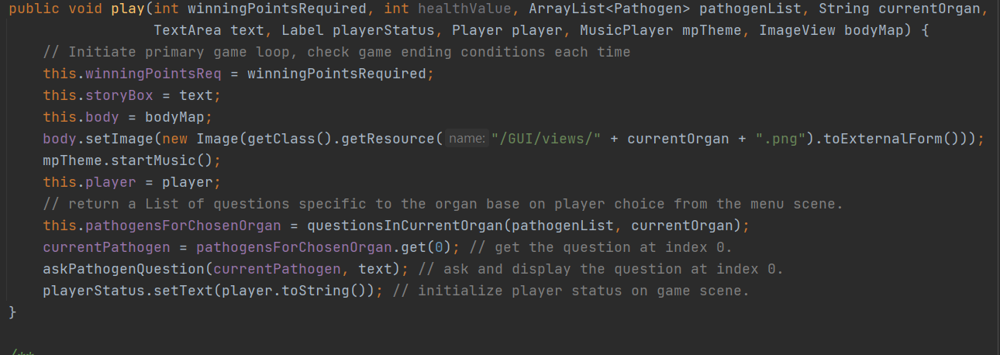 public void play(int winningPointsRequired, int healthValue, ArrayList<Pathogen> pathogenList, String currentOrgan,
TextArea text, Label playerStatus, Player player, MusicPlayer mpTheme, ImageView bodyMap) {
// Initiate primary game loop, check game ending conditions each time
this.winningPointsReq = winningPointsRequired;
this.storyBox = text;
this.body = bodyMap;
body.setImage(new Image(getClass().getResource( name: "/GUI/views/" + currentOrgan + ".png").toExternalForm()));
mpTheme.startMusic();
this.player = player;
// return a List of questions specific to the organ base on player choice from the menu scene.
this.pathogensForChosenOrgan = questionsInCurrentOrgan(pathogenList, currentOrgan);
currentPathogen = pathogensForChosenOrgan.get(0); // get the question at index 0.
askPathogenQuestion(currentPathogen, text); // ask and display the question at index 0.
playerStatus.setText(player.toString()); // initialize player status on game scene.
}